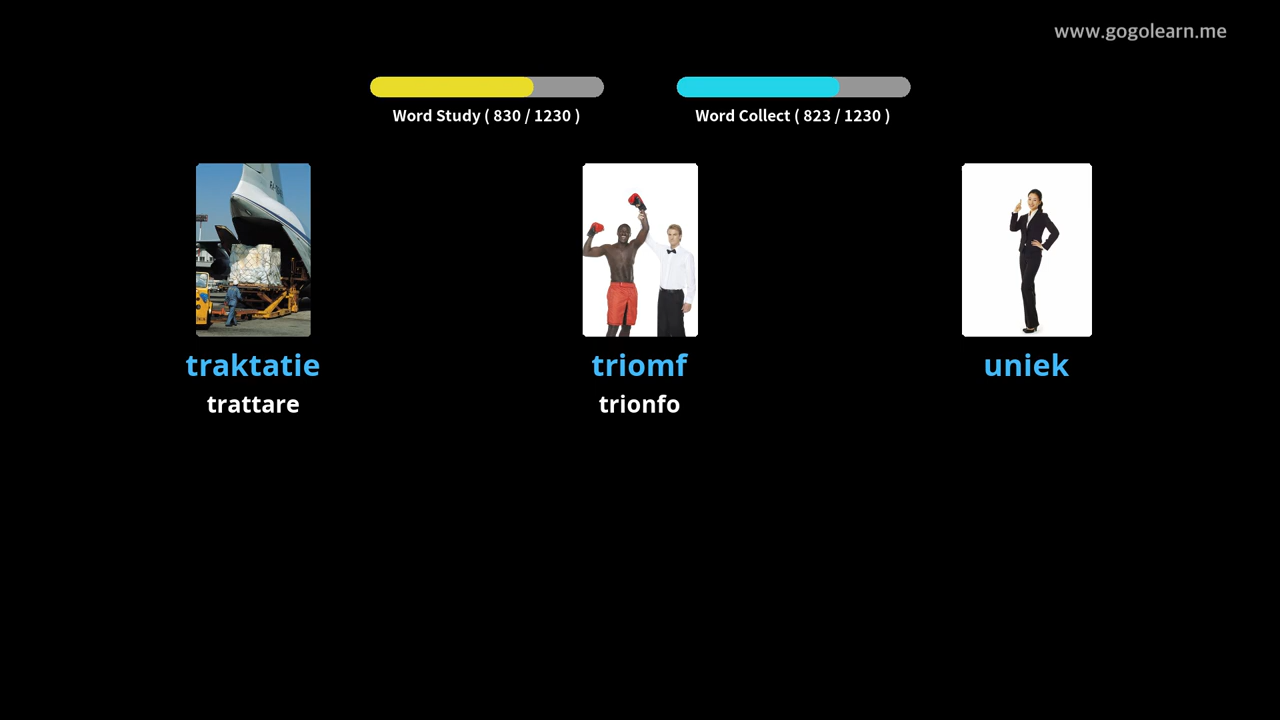 www.gogolearn.me
Word Study ( 830 / 1230 )
Word Collect ( 823 / 1230 )
traktatie
triomf
uniek
trattare
trionfo